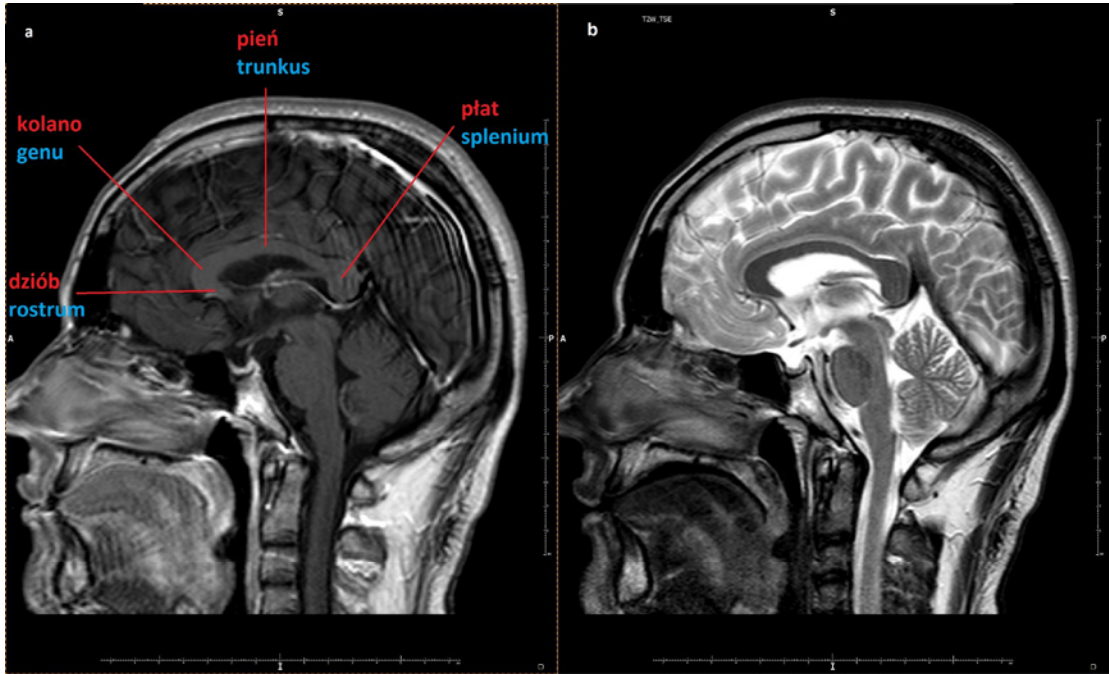 S
a
pień
trunkus
kolano
genu
płat
splenium
dziób
rostrum
A
I
T2W_TSE
S
b
P
A
I